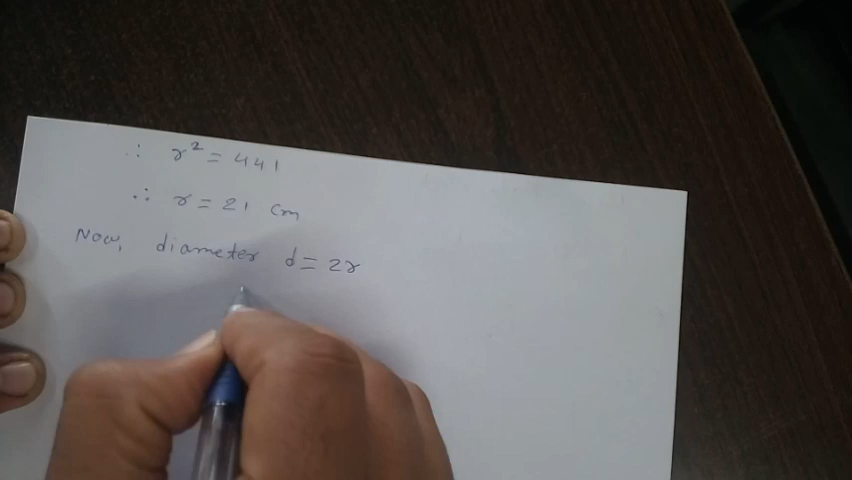 ∴ r² = 441
∴ r = 21 cm
Now, diameter d = 2r